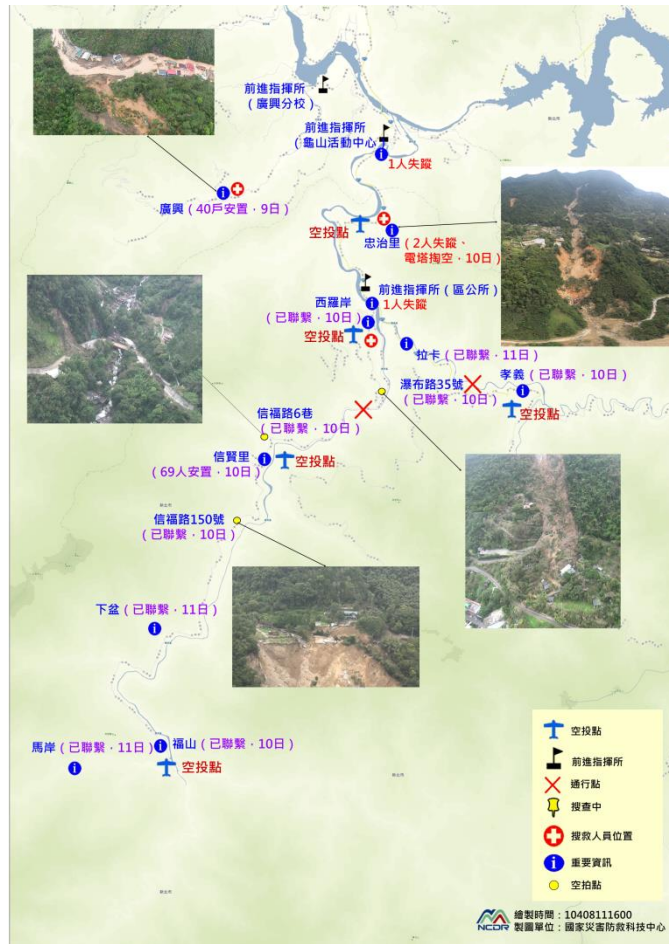 前進指揮所
（廣興分校）
前進指揮所
（龜山活動中心
1人失蹤
廣興（40戶安置．9日）
空投點
忠治里（2人失蹤、
電塔掏空．10日）
前進指揮所（區公所）
西羅岸
1人失蹤
（已聯繫．10日）
空投點
拉卡（已聯繫．11日）
瀑布路35號
（已聯繫．10日）
孝義（已聯繫．10日）
空投點
信福路6巷
（已聯繫．10日）
信賢里
（69人安置．10日）
空投點
信福路150號
（已聯繫．10日）
下盆（已聯繫．11日）
馬岸（已聯繫．11日）
福山（已聯繫．10日）
空投點
空投點
前進指揮所
通行點
搜查中
搜救人員位置
重要資訊
空拍點
NCDR
繪製時間：10408111600
製圖單位：國家災害防救科技中心